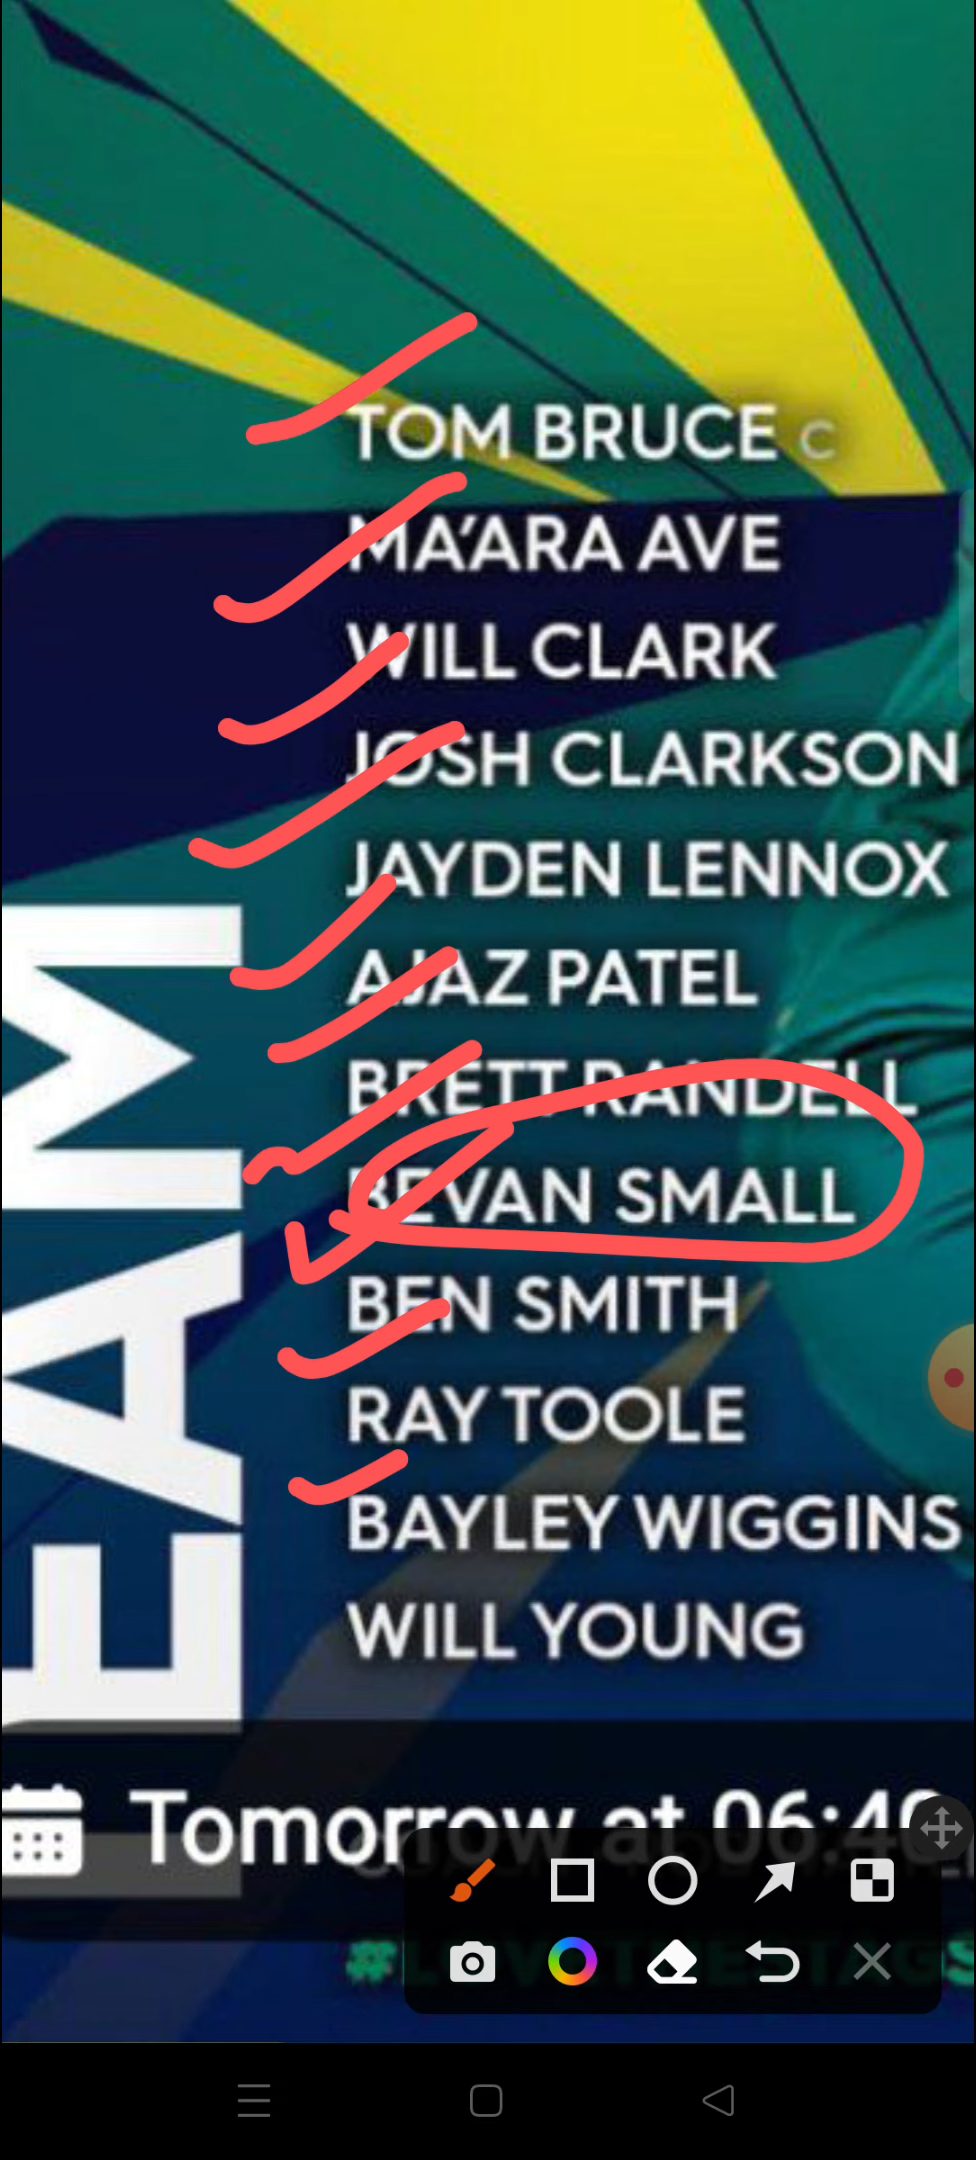 TOM BRUCE C
MA'ARA AVE
WILL CLARK
JOSH CLARKSON
JAYDEN LENNOX
AJAZ PATEL
BRETT RANDELL
BEVAN SMALL
BEN SMITH
RAY TOOLE
BAYLEY WIGGINS
WILL YOUNG
EAM
Tomorrow at 06:40